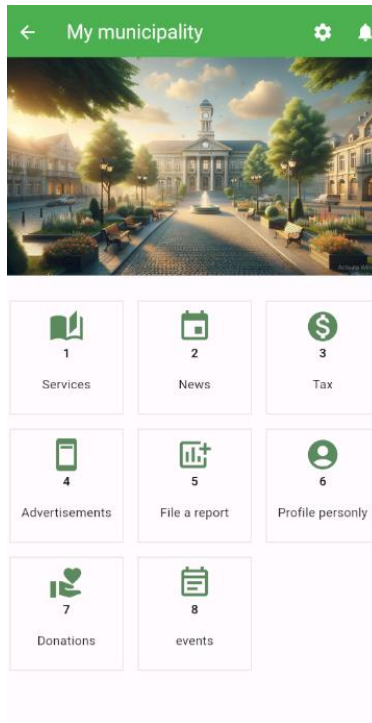 My municipality
1
Services
2
News
3
Tax
4
Advertisements
5
File a report
6
Profile personly
7
Donations
8
events